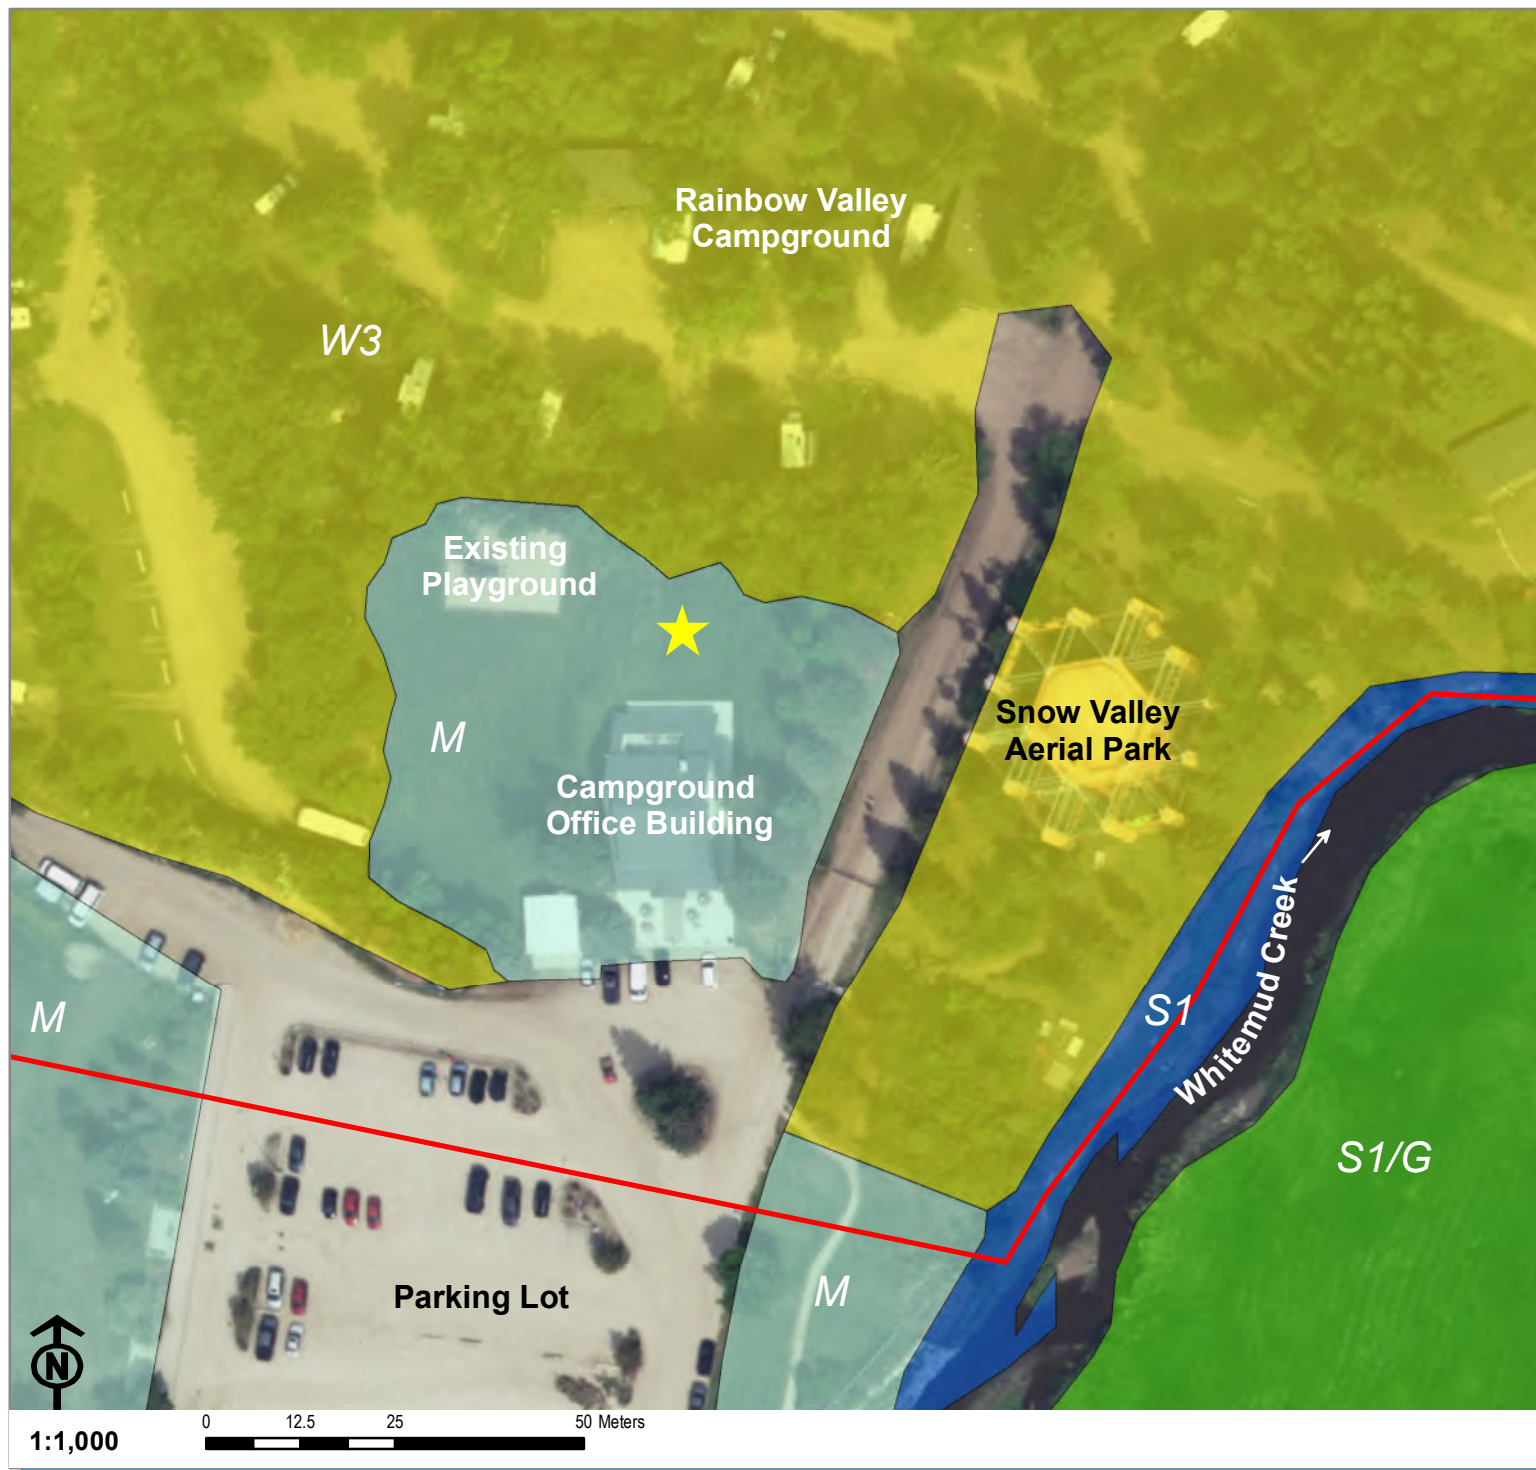 Rainbow Valley
Campground
W3
Existing
Playground
M
Campground
Office Building
Snow Valley
Aerial Park
M
S1
Whitemud Creek
S1/G
M
Parking Lot
N
0 12.5 25 50 Meters
1:1,000